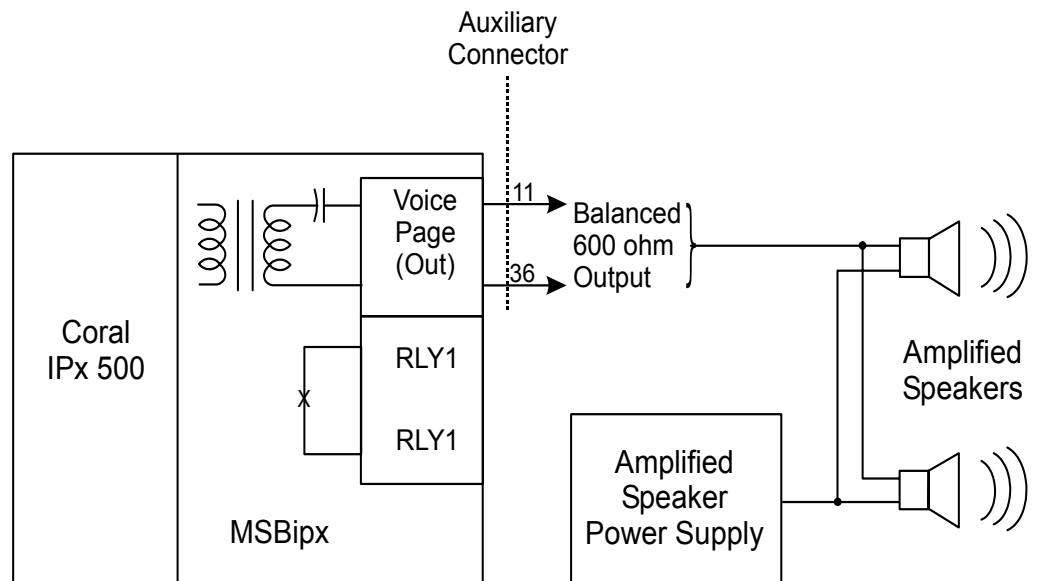 Auxiliary
Connector
Coral
IPx 500
Voice
Page
(Out)
11
36
Balanced
600 ohm
Output
RLY1
X
RLY1
MSBipx
Amplified
Speaker
Power Supply
Amplified
Speakers